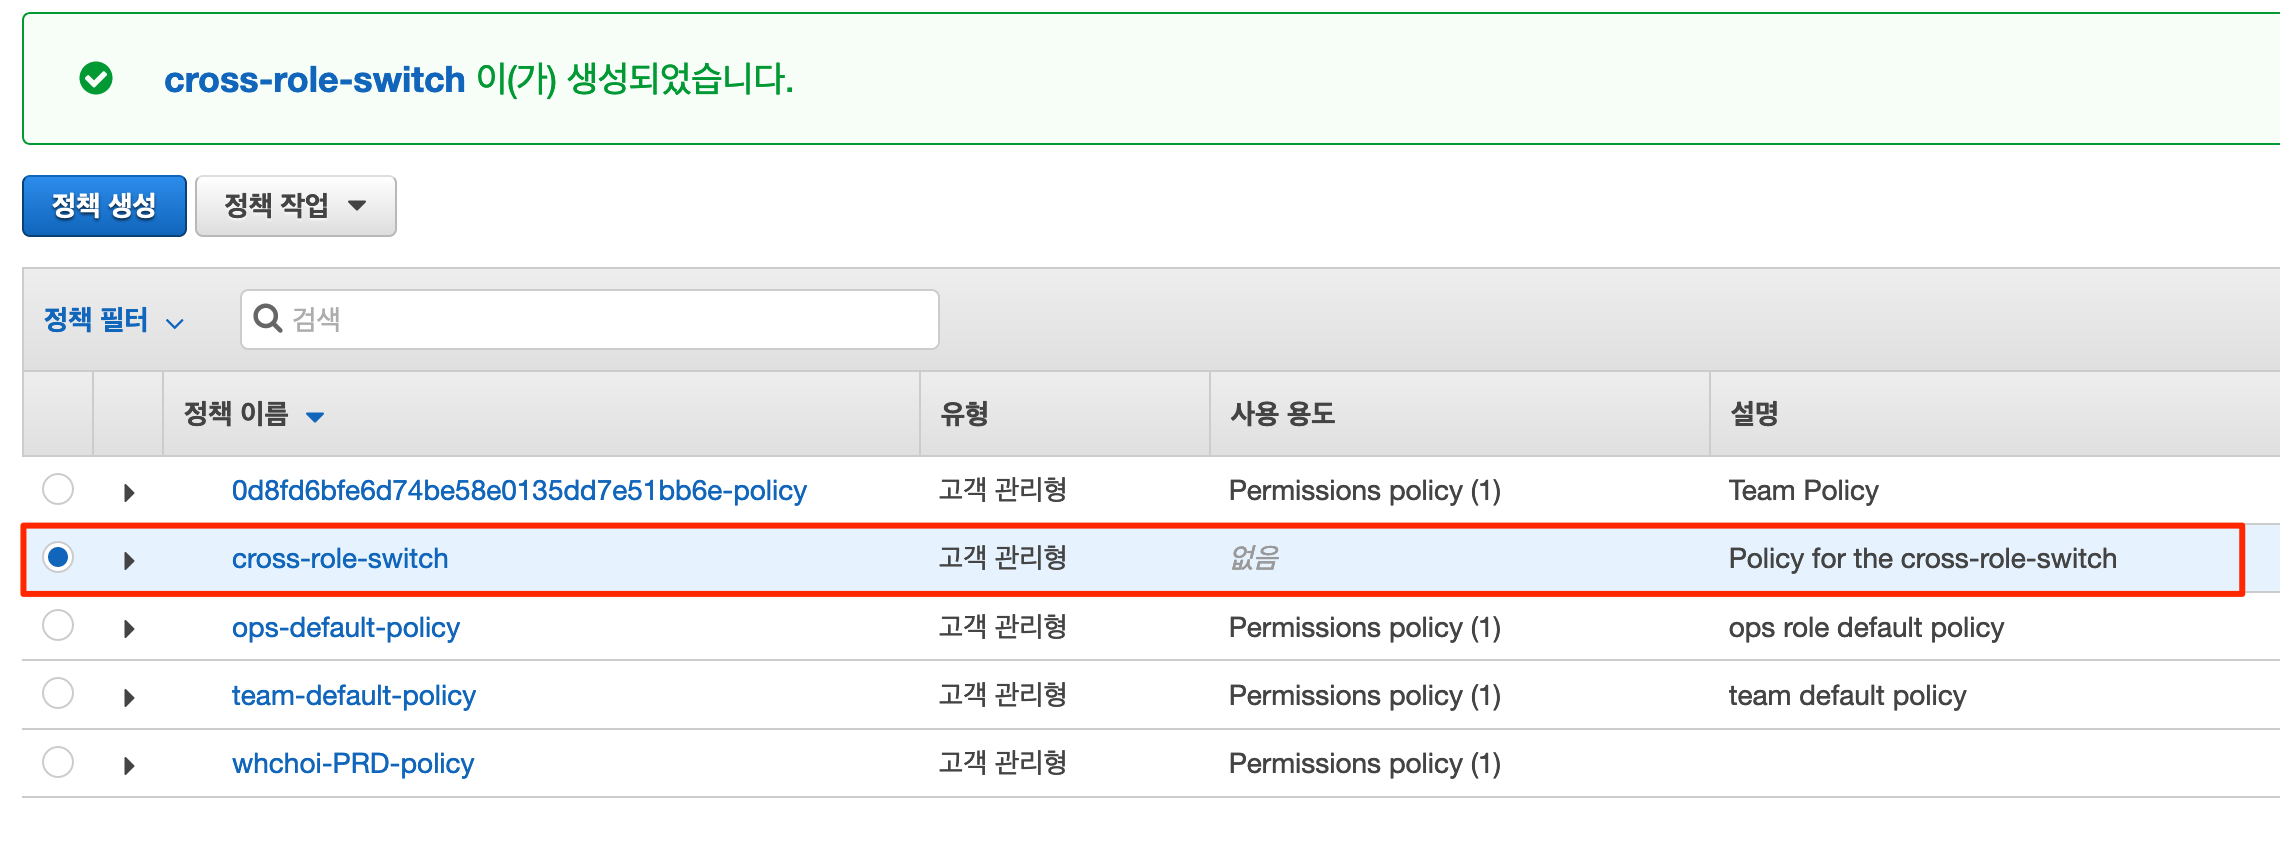 cross-role-switch 이(가) 생성되었습니다.
정책 생성 정책 작업
정책 필터 검색
정책 이름 유형 사용 용도 설명
0d8fd6bfe6d74be58e0135dd7e51bb6e-policy 고객 관리형 Permissions policy (1) Team Policy
cross-role-switch 고객 관리형 없음 Policy for the cross-role-switch
ops-default-policy 고객 관리형 Permissions policy (1) ops role default policy
team-default-policy 고객 관리형 Permissions policy (1) team default policy
whchoi-PRD-policy 고객 관리형 Permissions policy (1)